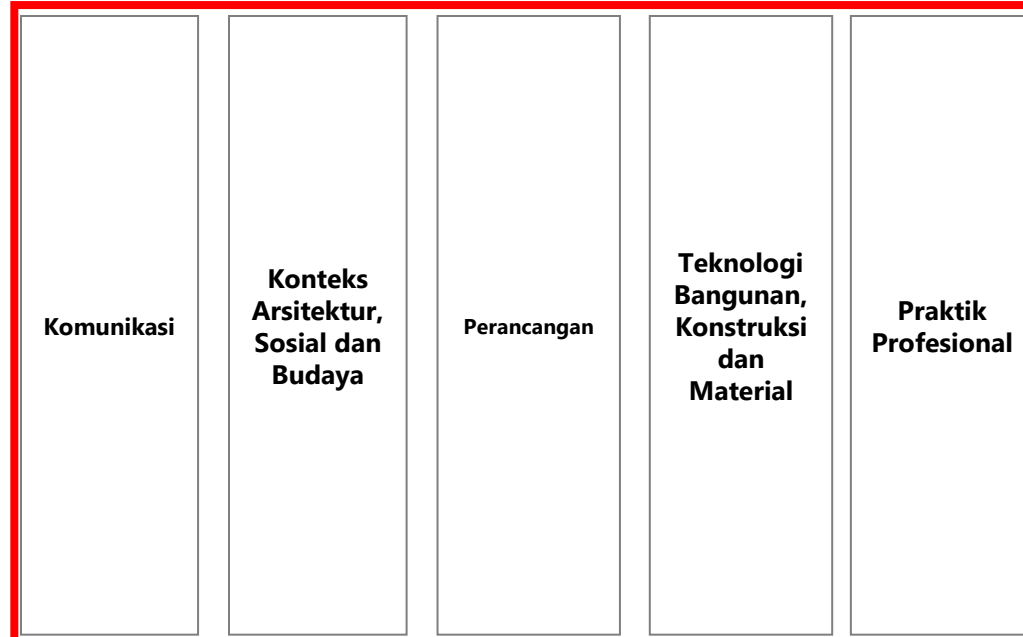 Komunikasi
Konteks
Arsitektur,
Sosial dan
Budaya
Perancangan
Teknologi
Bangunan,
Konstruksi
dan
Material
Praktik
Profesional